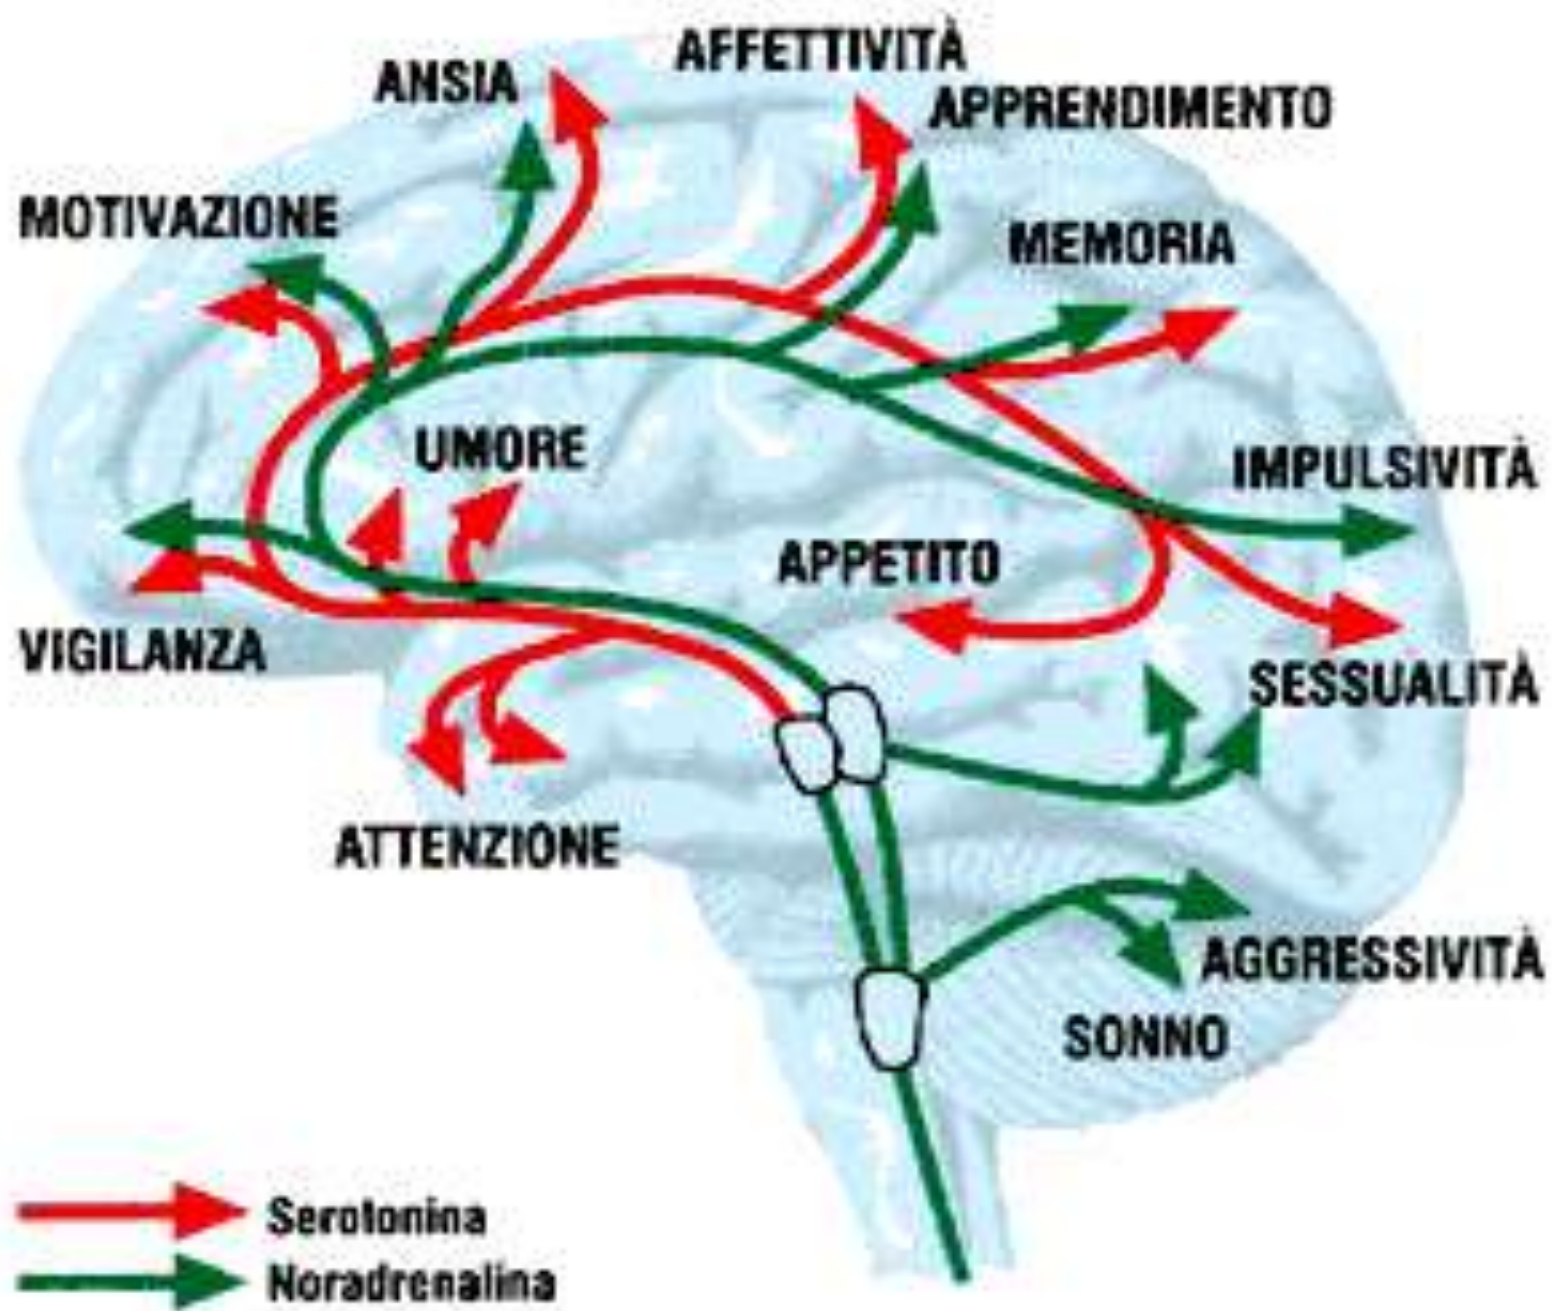 AFFETTIVITÀ
ANSIA
APPRENDIMENTO
MOTIVAZIONE
MEMORIA
UMORE
IMPULSIVITÀ
APPETITO
VIGILANZA
SESSUALITÀ
ATTENZIONE
AGGRESSIVITÀ
SONNO
Serotonina
Noradrenalina